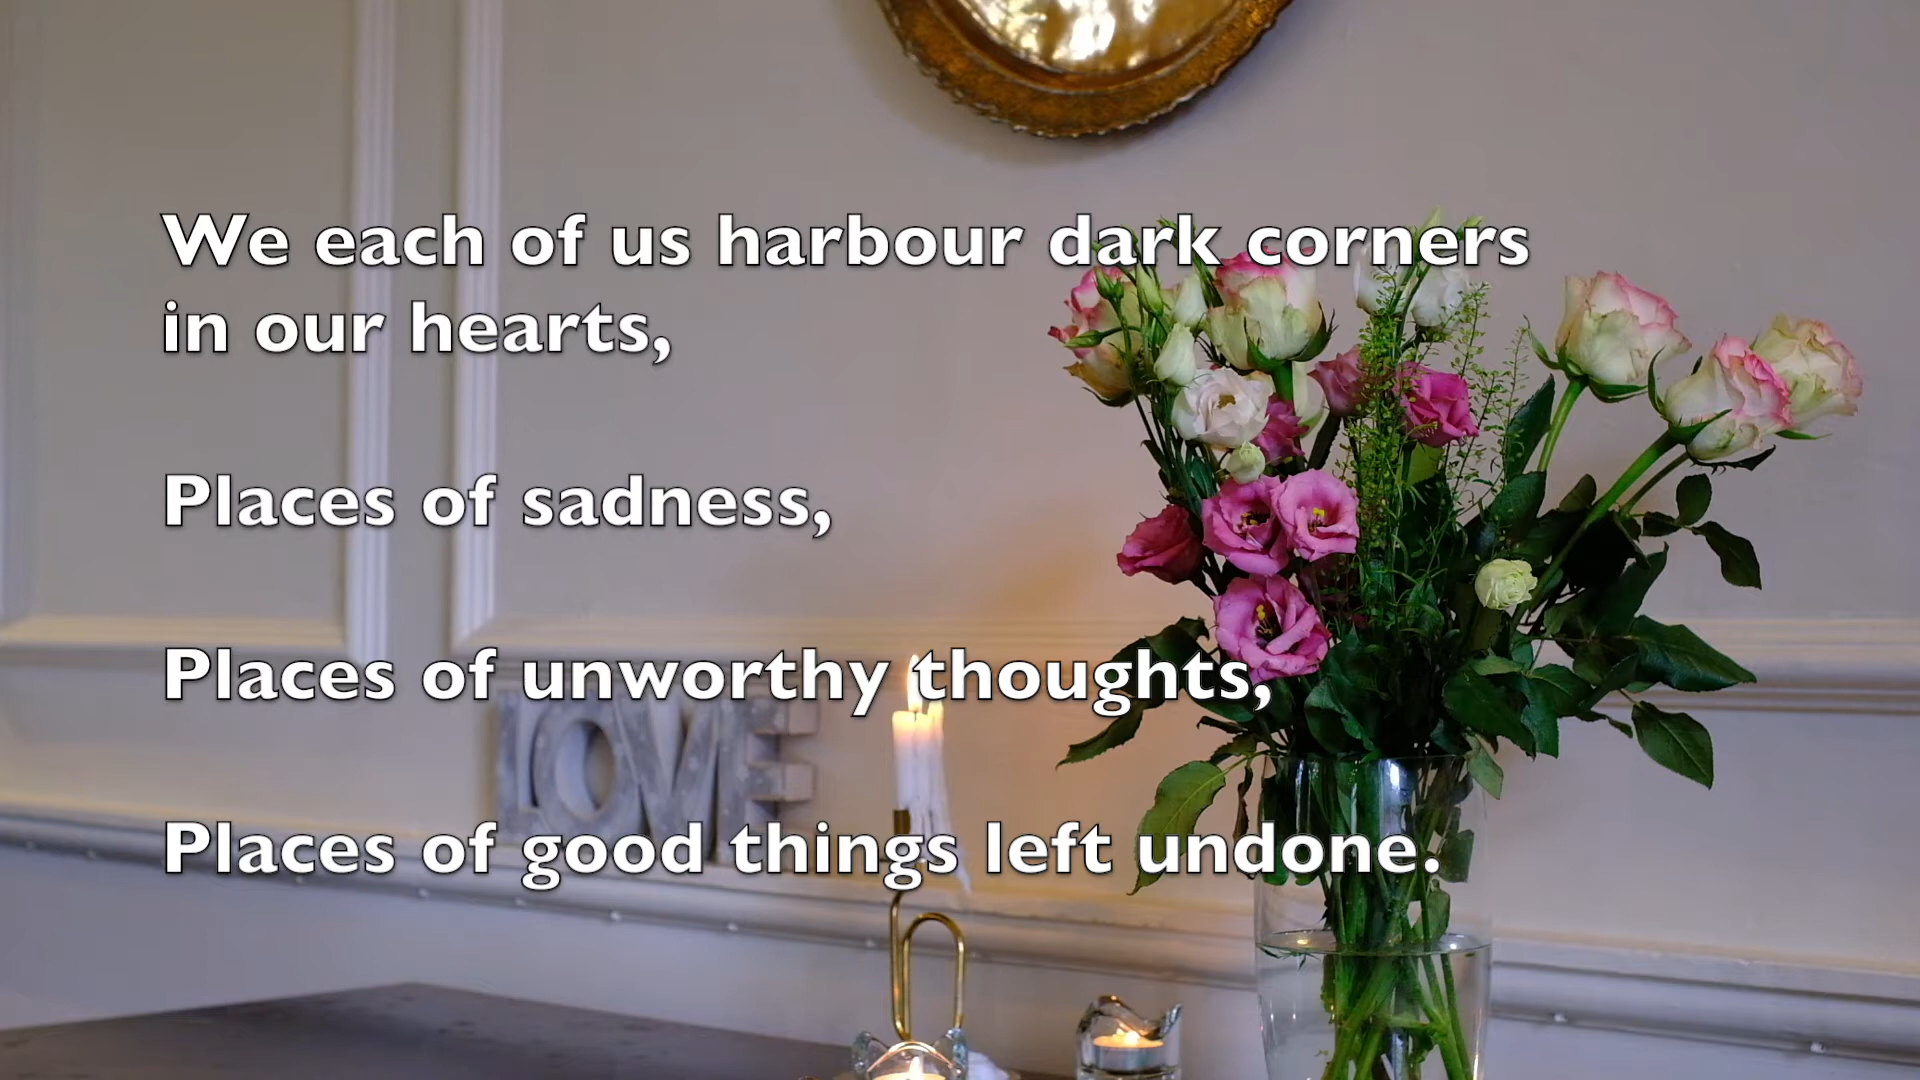 We each of us harbour dark corners
in our hearts,
Places of sadness,
Places of unworthy thoughts,
LOVE
Places of good things left undone.